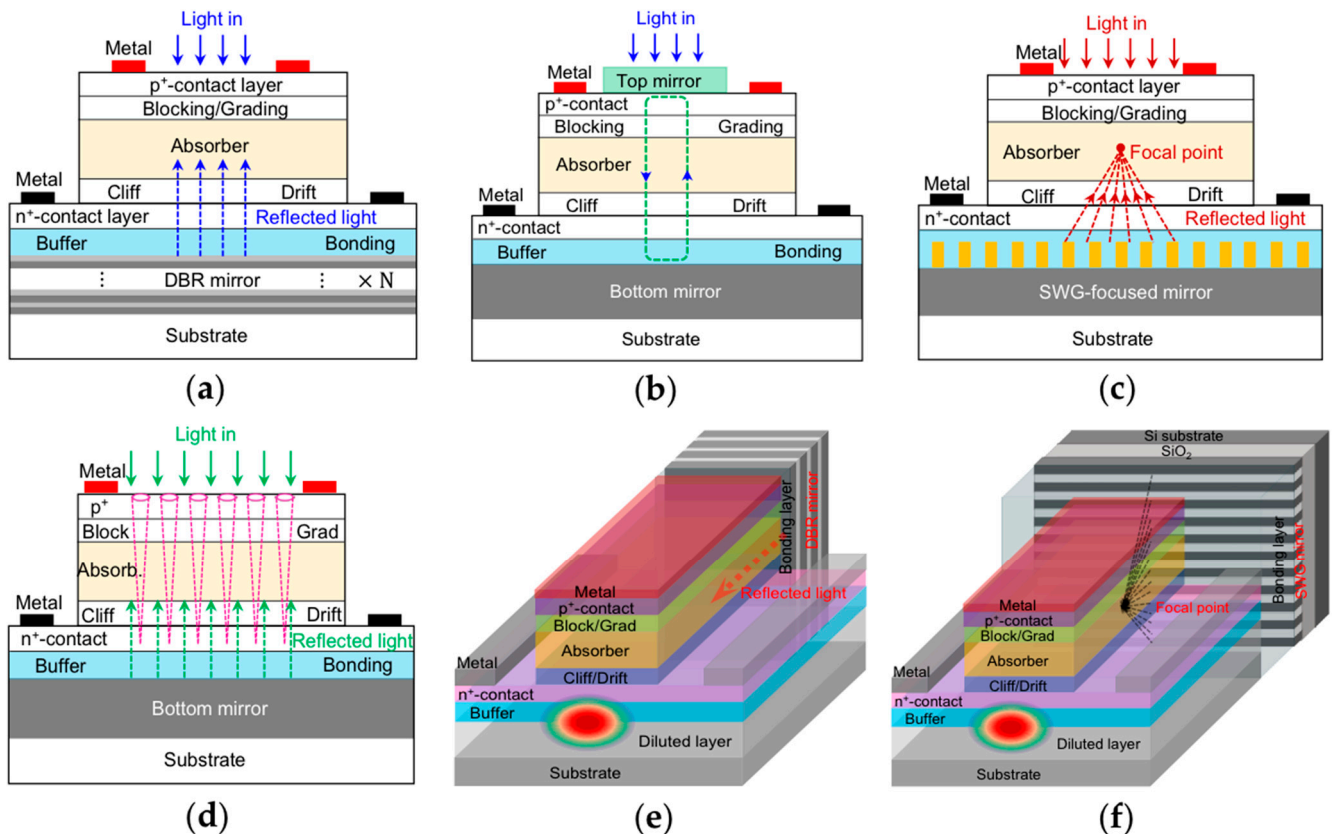 Light in
Metal
p⁺-contact layer
Blocking/Grading
Absorber
Metal
Cliff Drift
n⁺-contact layer Reflected light
Buffer Bonding
⋮ DBR mirror ⋮ × N
Substrate
(a)
Light in
Metal
Top mirror
p⁺-contact
Blocking Grading
Absorber
Metal
Cliff Drift
n⁺-contact
Buffer Bonding
Bottom mirror
Substrate
(b)
Light in
Metal
p⁺-contact layer
Blocking/Grading
Absorber Focal point
Metal
Cliff Drift
n⁺-contact Reflected light
SWG-focused mirror
Substrate
(c)
Light in
Metal
p⁺
Block Grad
Absorb.
Metal
Cliff Drift
n⁺-contact Reflected light
Buffer Bonding
Bottom mirror
Substrate
(d)
Bonding layer
DBR mirror
Reflected light
Metal
p⁺-contact
Block/Grad
Absorber
Metal
Cliff/Drift
n⁺-contact
Buffer
Diluted layer
Substrate
(e)
Si substrate
SiO₂
Bonding layer
SWG mirror
Focal point
Metal
p⁺-contact
Block/Grad
Absorber
Metal
Cliff/Drift
n⁺-contact
Buffer
Diluted layer
Substrate
(f)